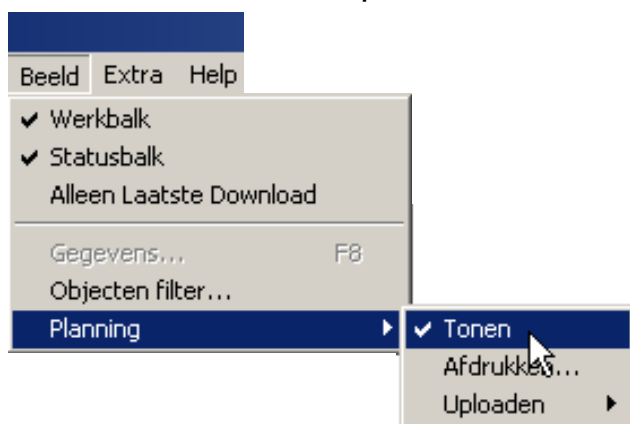 Beeld Extra Help
Werkbalk
Statusbalk
Alleen Laatste Download
Gegevens... F8
Objecten filter...
Planning
Tonen
Afdrukken...
Uploaden